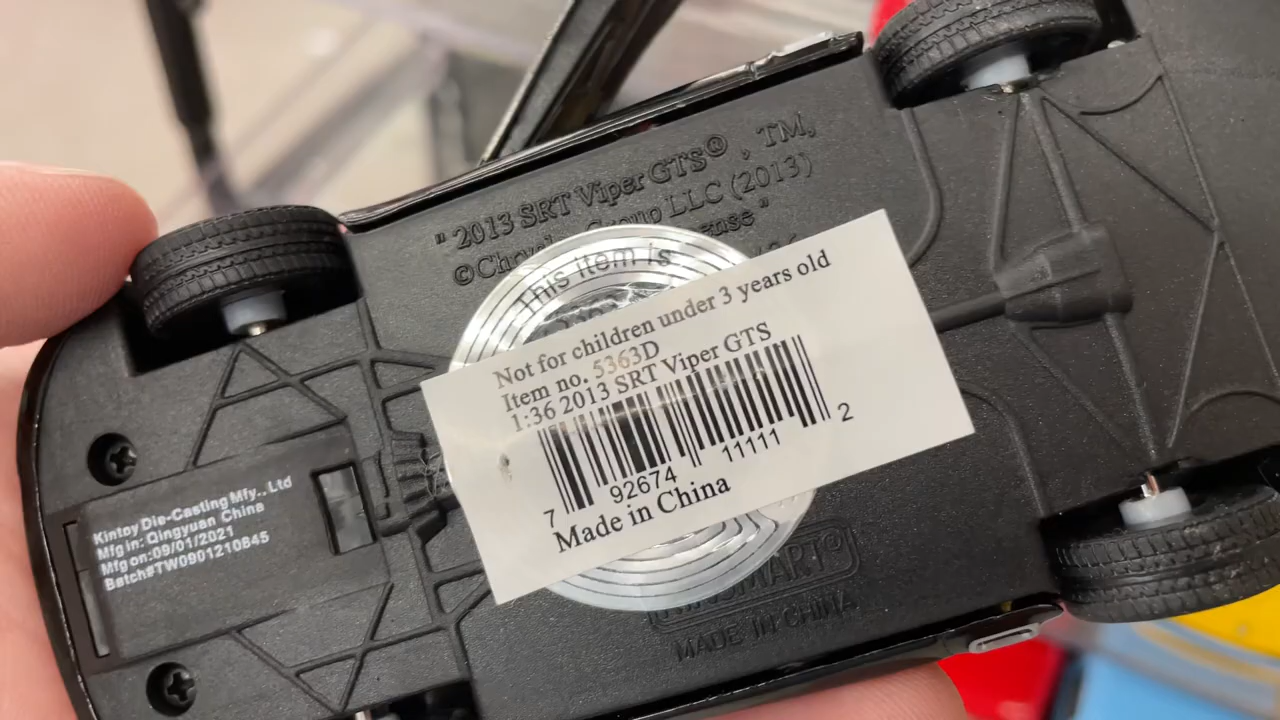 " 2013 SRT Viper GTS® , TM,
Group LLC (2013)
This item is
Not for children under 3 years old
Item no. 5363D
1:36 2013 SRT Viper GTS
7 92674 11111 2
Made in China
Kintoy Die-Casting Mfy., Ltd
Mfg in: Qingyuan China
Mfg on:09/01/2021
Batch#TW0901210845
MADE IN CHINA